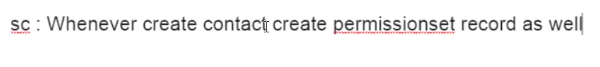 sc : Whenever create contact create permissionset record as well